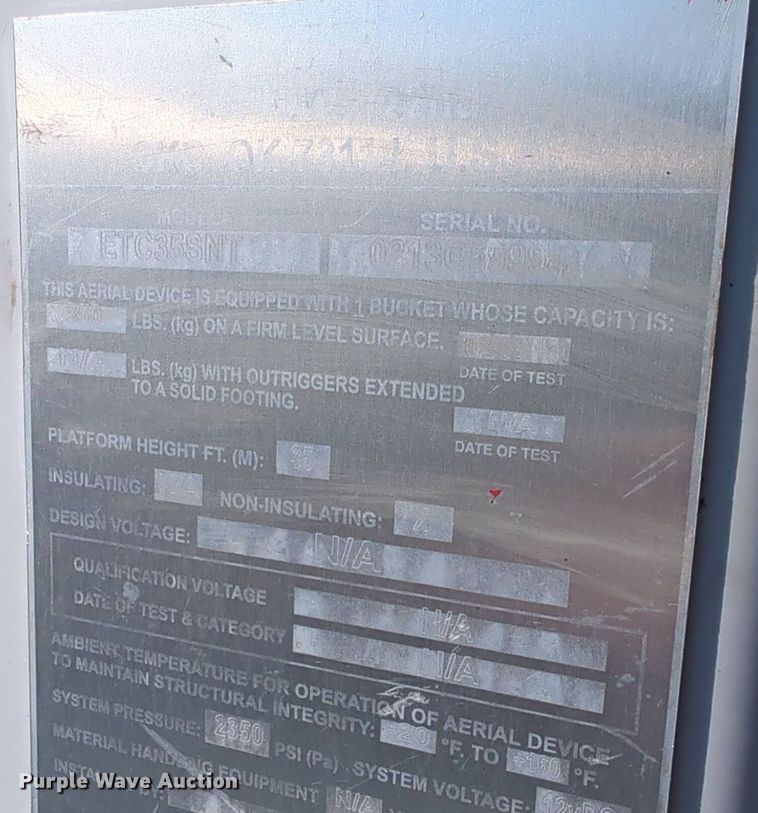 SERIAL NO.
ETC35SNT
THIS AERIAL DEVICE IS EQUIPPED WITH 1 BUCKET WHOSE CAPACITY IS:
LBS. (kg) ON A FIRM LEVEL SURFACE.
DATE OF TEST
N/A LBS. (kg) WITH OUTRIGGERS EXTENDED
TO A SOLID FOOTING.
N/A
DATE OF TEST
PLATFORM HEIGHT FT. (M): 35
INSULATING: NON-INSULATING: X
DESIGN VOLTAGE: N/A
QUALIFICATION VOLTAGE N/A
DATE OF TEST & CATEGORY N/A
AMBIENT TEMPERATURE FOR OPERATION OF AERIAL DEVICE
TO MAINTAIN STRUCTURAL INTEGRITY: -20 °F. TO +160 °F.
SYSTEM PRESSURE: 2350 PSI (Pa) SYSTEM VOLTAGE: 12vDC
MATERIAL HANDLING EQUIPMENT N/A
Purple Wave Auction